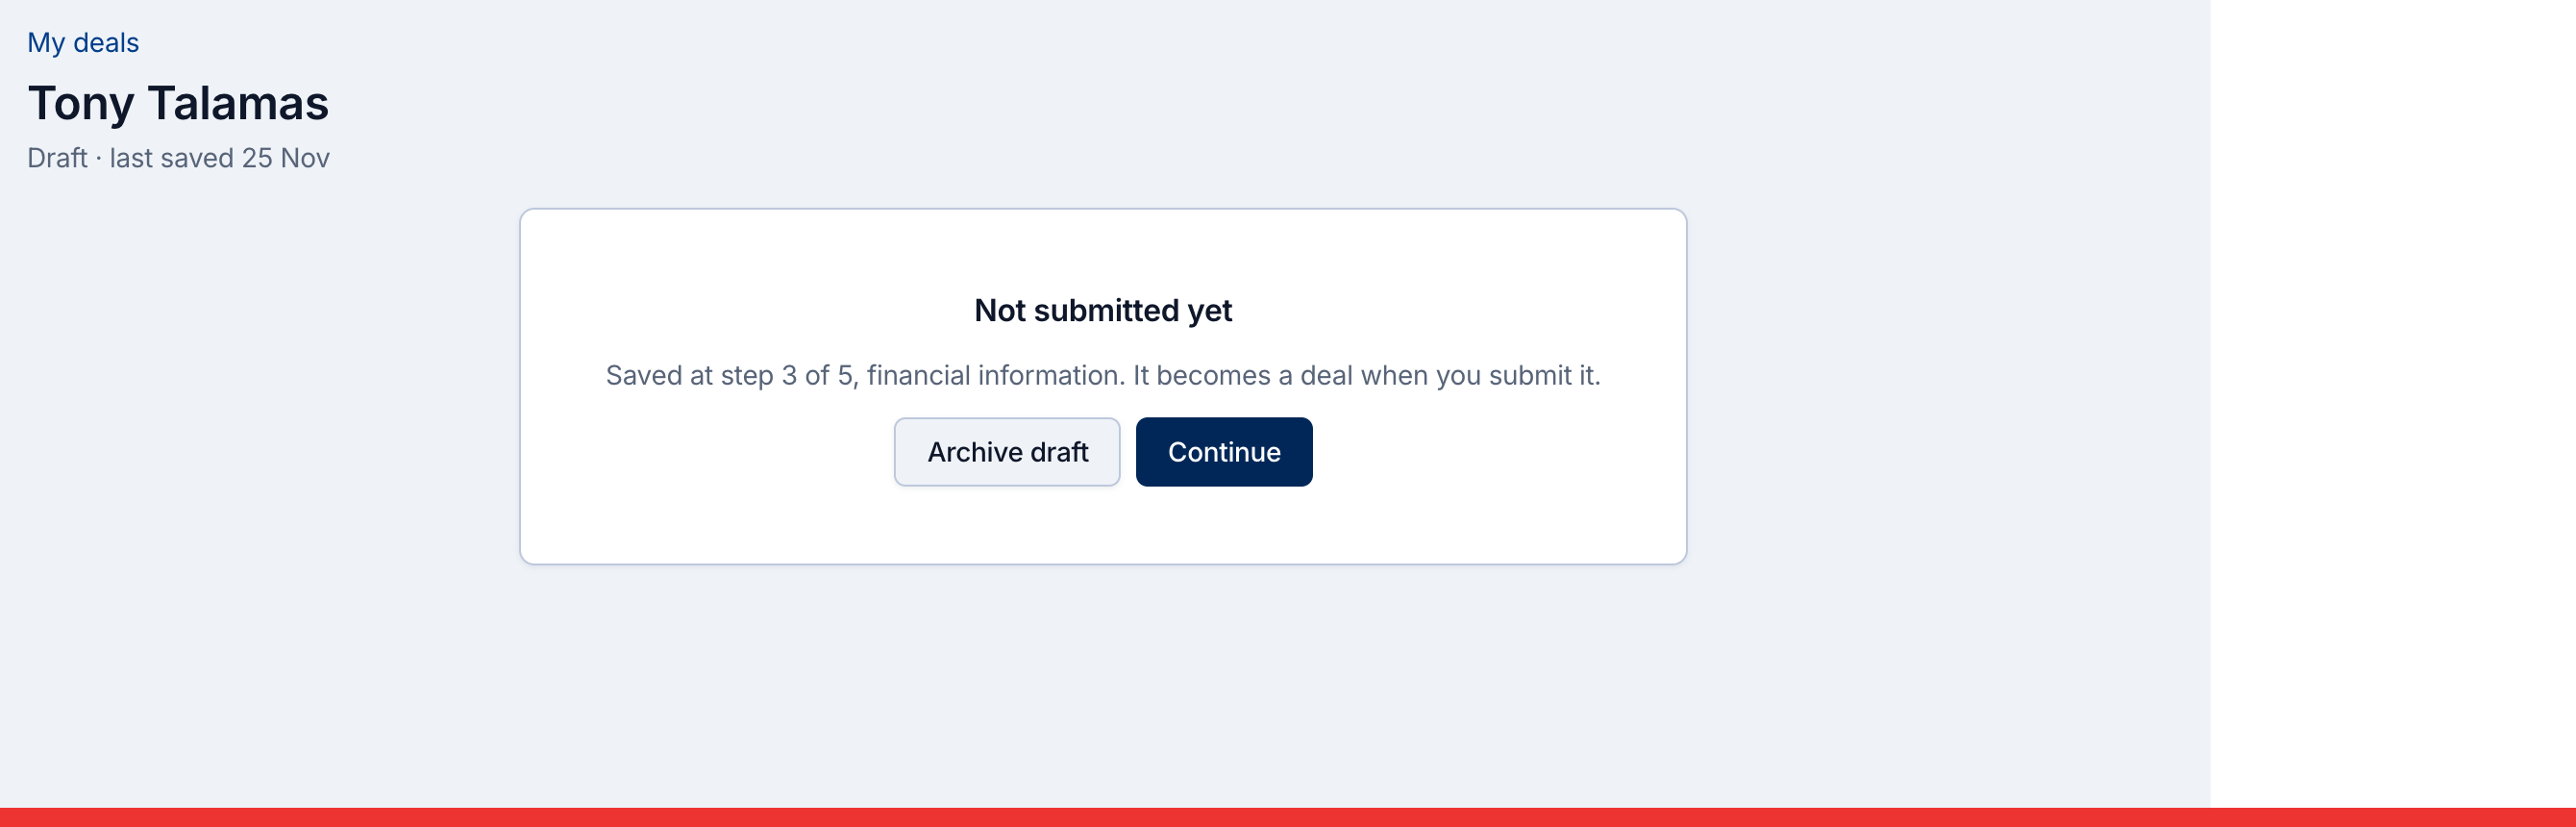 My deals
Tony Talamas
Draft · last saved 25 Nov
Not submitted yet
Saved at step 3 of 5, financial information. It becomes a deal when you submit it.
Archive draft
Continue